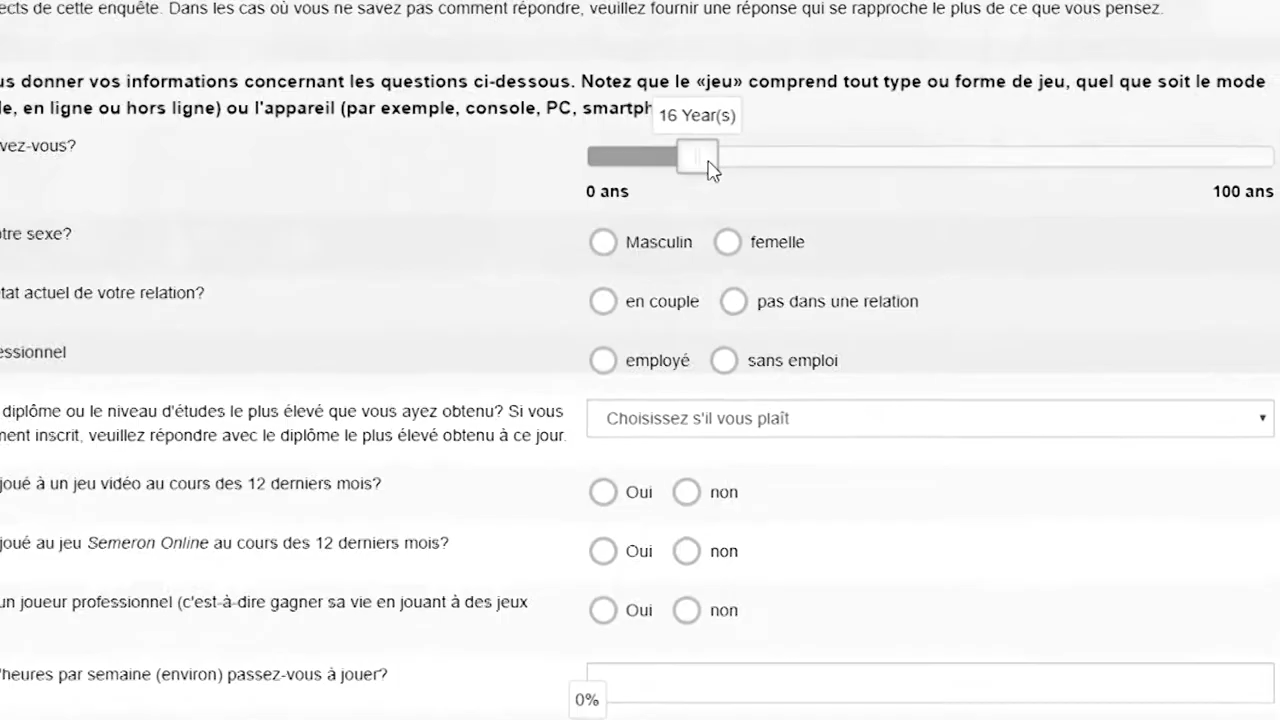 ects de cette enquête. Dans les cas où vous ne savez pas comment répondre, veuillez fournir une réponse qui se rapproche le plus de ce que vous pensez.
us donner vos informations concernant les questions ci-dessous. Notez que le «jeu» comprend tout type ou forme de jeu, quel que soit le mode
le, en ligne ou hors ligne) ou l'appareil (par exemple, console, PC, smartph
16 Year(s)
vez-vous?
0 ans 100 ans
otre sexe? Masculin femelle
tat actuel de votre relation? en couple pas dans une relation
essionnel employé sans emploi
diplôme ou le niveau d'études le plus élevé que vous ayez obtenu? Si vous
ment inscrit, veuillez répondre avec le diplôme le plus élevé obtenu à ce jour.
Choisissez s'il vous plaît
joué à un jeu vidéo au cours des 12 derniers mois? Oui non
joué au jeu Semeron Online au cours des 12 derniers mois? Oui non
un joueur professionnel (c'est-à-dire gagner sa vie en jouant à des jeux Oui non
'heures par semaine (environ) passez-vous à jouer?
0%